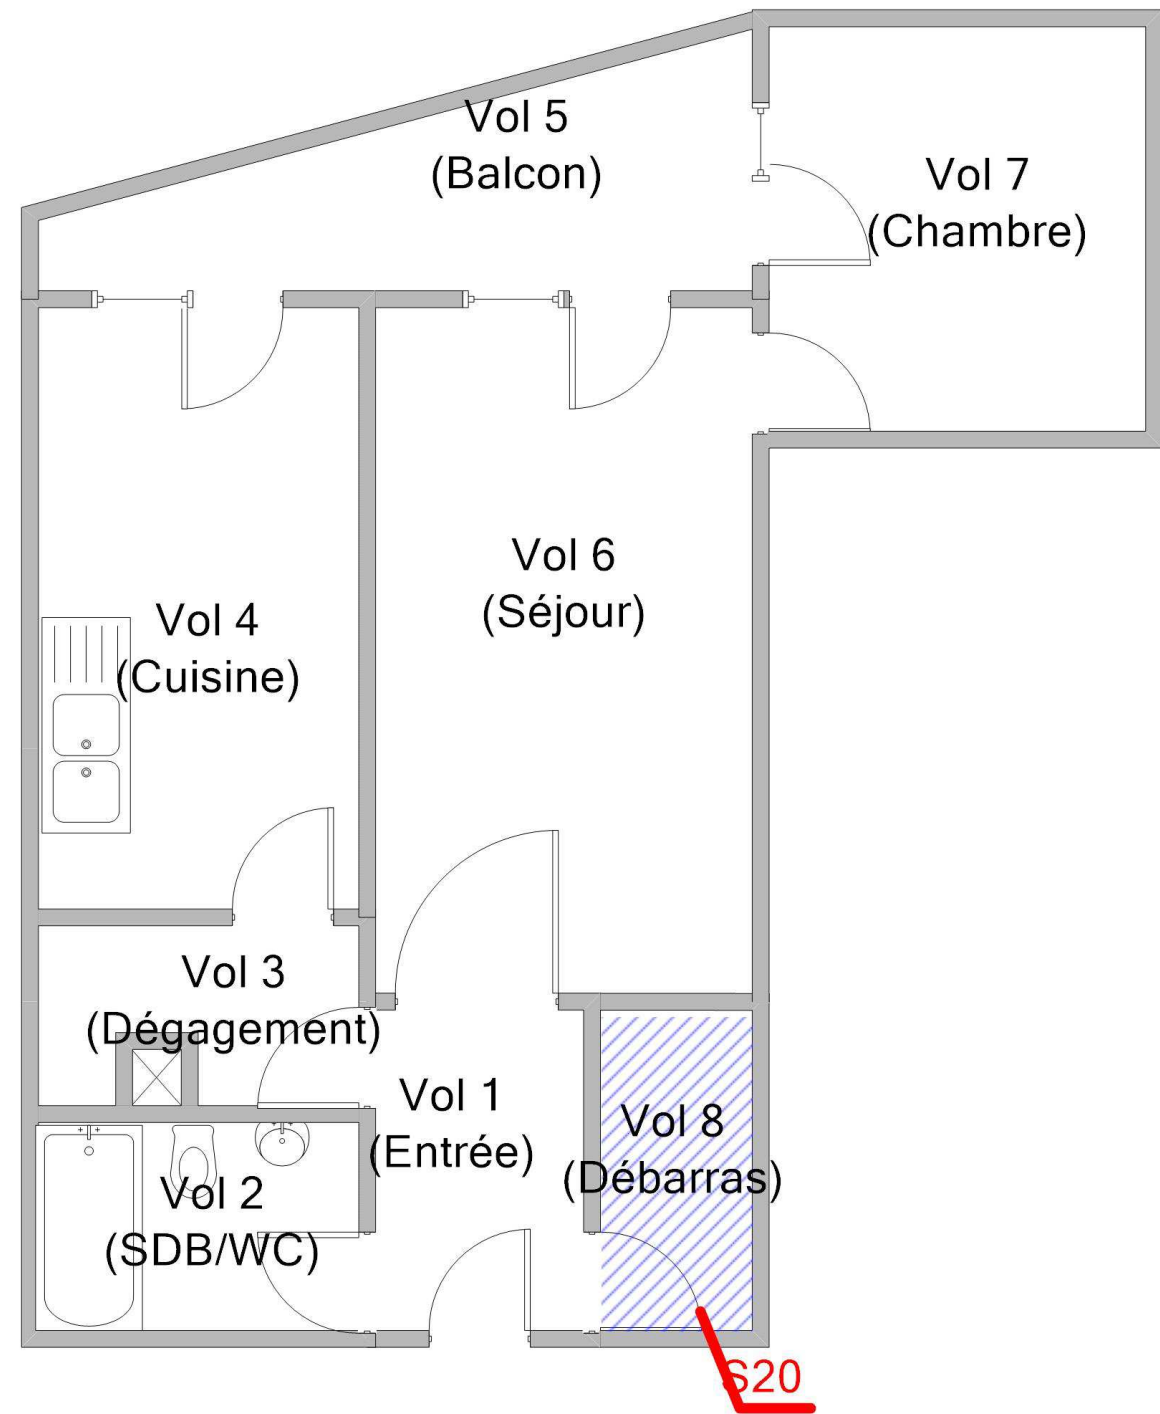 Vol 5
(Balcon)
Vol 7
(Chambre)
Vol 6
(Séjour)
Vol 4
(Cuisine)
Vol 3
(Dégagement)
Vol 1
(Entrée)
Vol 8
(Débarras)
Vol 2
(SDB/WC)
S20